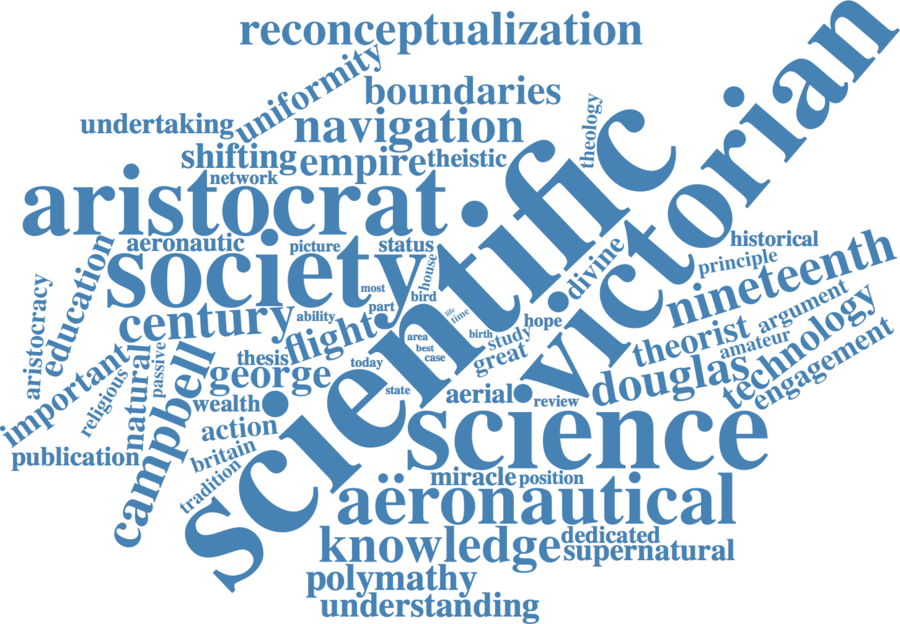 reconceptualization
uniformity
boundaries
undertaking
navigation
theology
shifting
empire
theistic
network
aristocrat
scientific
victorian
aeronautic
picture
status
historical
society
house
divine
principle
education
most
bird
nineteenth
aristocracy
century
ability
part
life
time
hope
argument
flight
area
birth
study
theorist
technology
important
natural
passive
thesis
best
case
great
amateur
engagement
religious
campbell
george
today
state
aerial
review
douglas
wealth
action
science
publication
britain
tradition
miracle
position
aëronautical
knowledge
dedicated
supernatural
polymathy
understanding